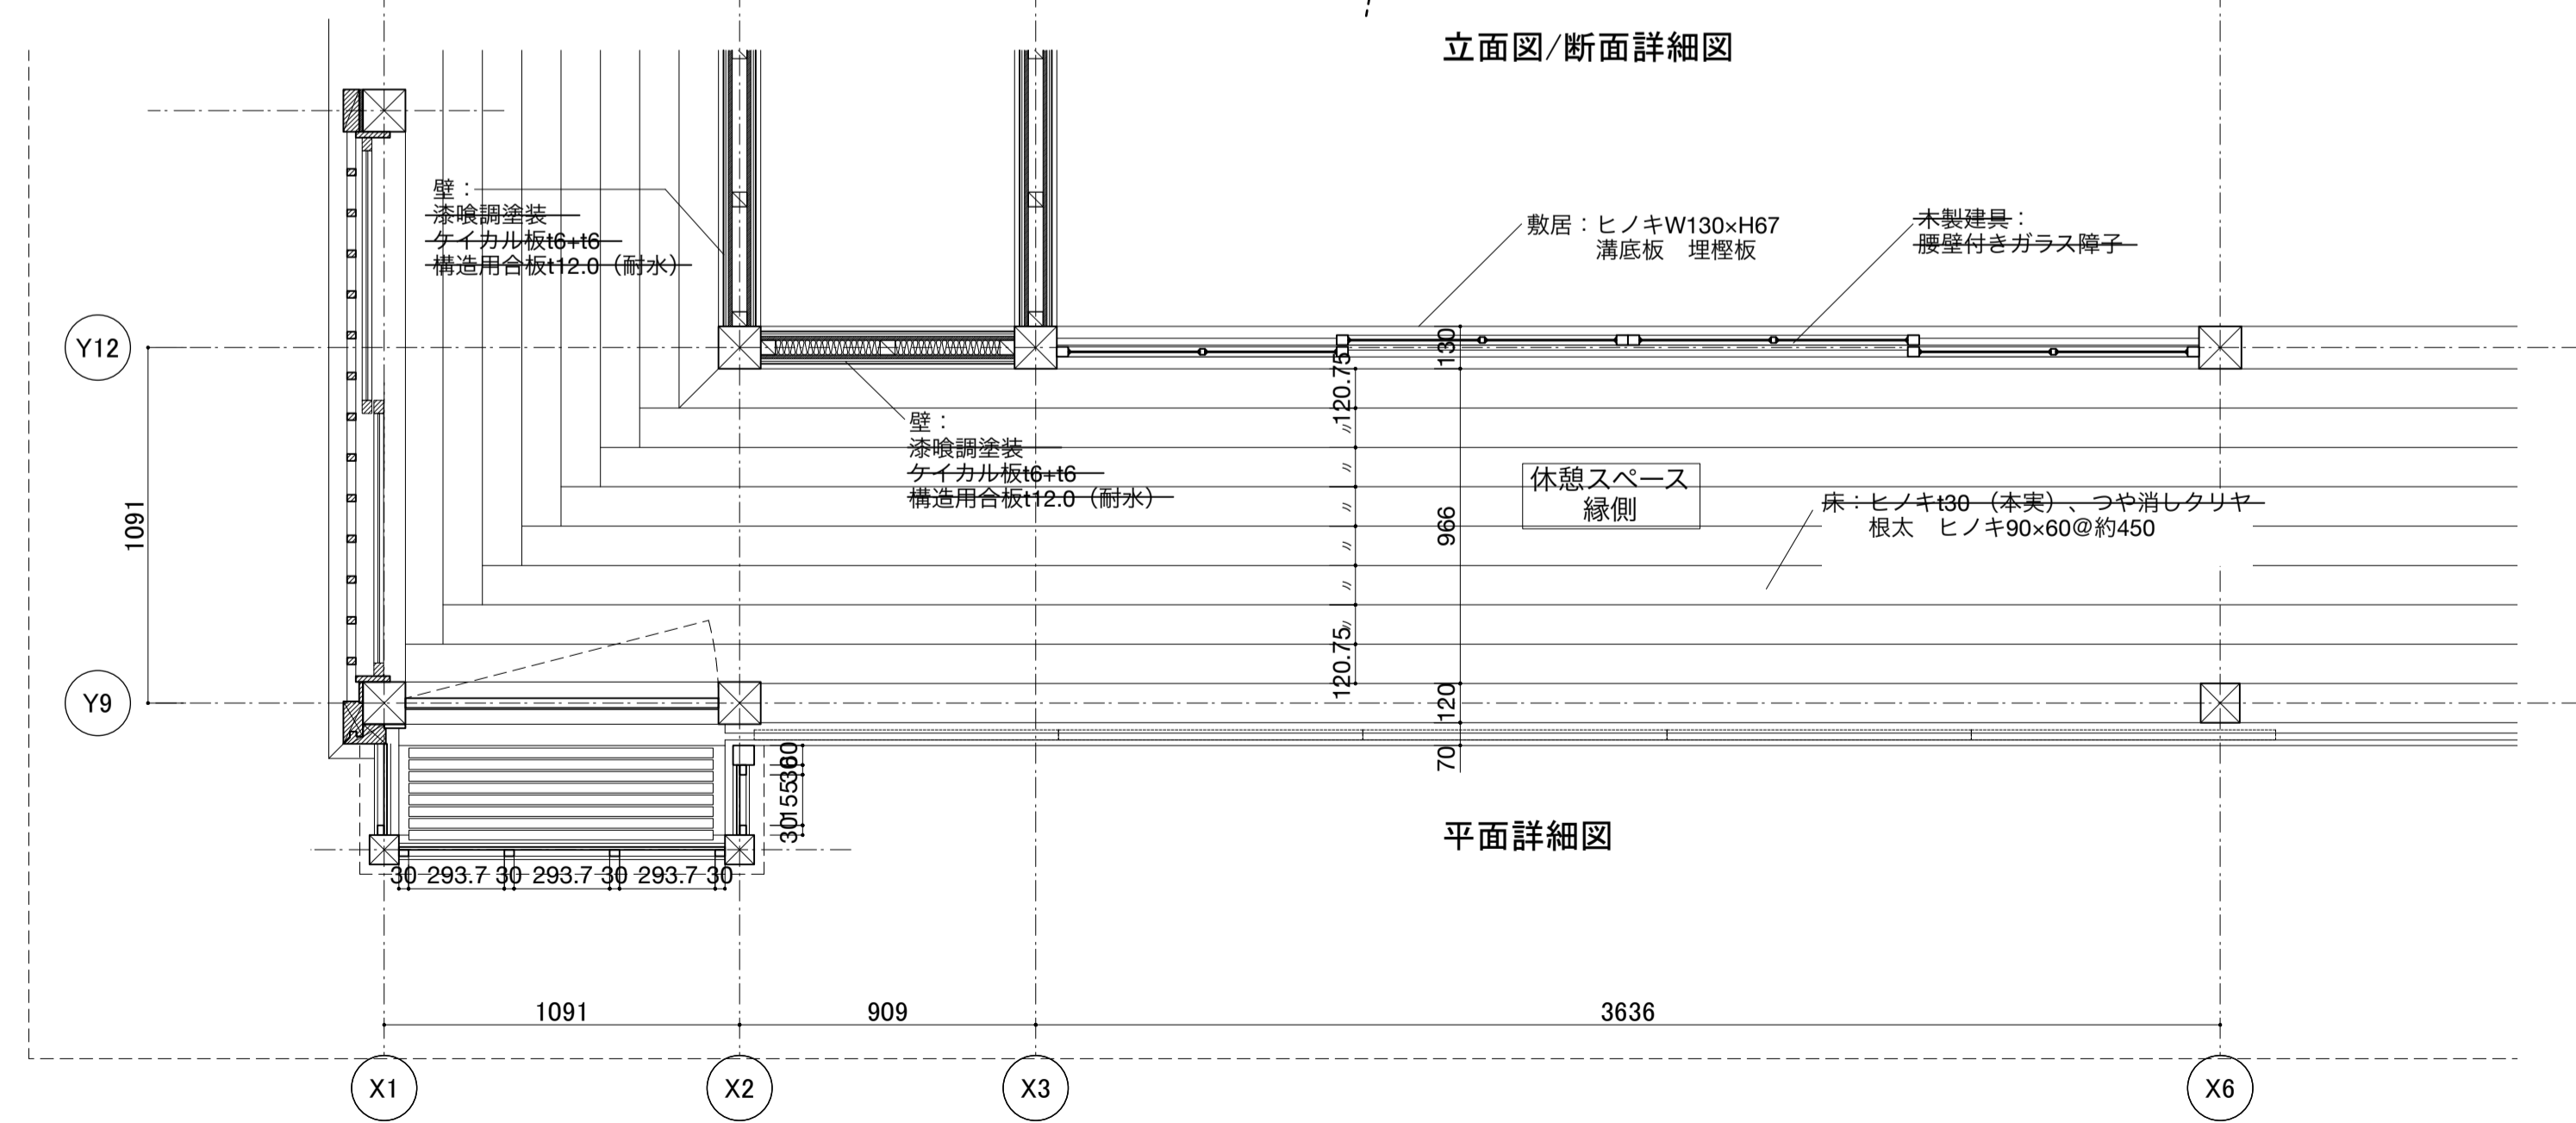 立面図/断面詳細図
壁：
漆喰調塗装
ケイカル板t6+t6
構造用合板t12.0（耐水）
敷居：ヒノキW130×H67
溝底板　埋樫板
木製建具：
腰壁付きガラス障子
Y12
130
120.75
〃
壁：
漆喰調塗装
ケイカル板t6+t6
構造用合板t12.0（耐水）
〃
休憩スペース
縁側
床：ヒノキt30（本実）、つや消しクリヤ
根太　ヒノキ90×60@約450
1091
〃
966
〃
〃
〃
120.75
Y9
120
70
60
30
155
30
平面詳細図
30 293.7 30 293.7 30 293.7 30
1091
909
3636
X1
X2
X3
X6